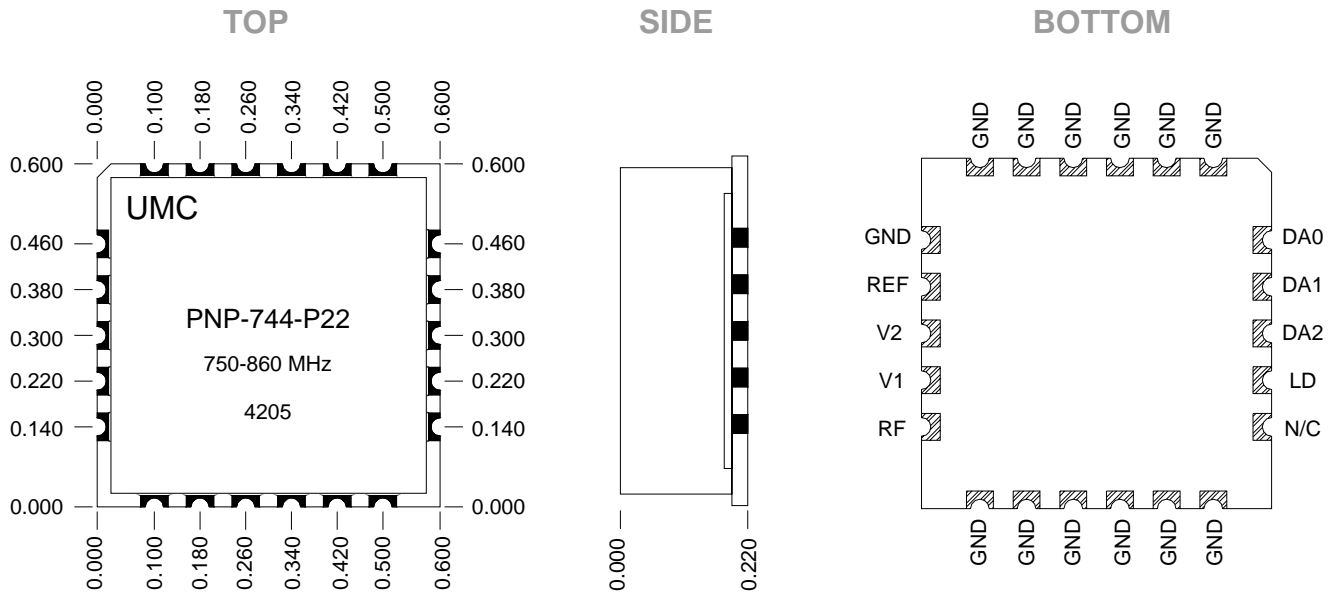 TOP
SIDE
BOTTOM
0.000
0.100
0.180
0.260
0.340
0.420
0.500
0.600
0.600
0.460
0.380
0.300
0.220
0.140
0.000
UMC
PNP-744-P22
750-860 MHz
4205
0.600
0.460
0.380
0.300
0.220
0.140
0.000
0.000
0.100
0.180
0.260
0.340
0.420
0.500
0.600
0.000
0.220
GND
GND
GND
GND
GND
GND
GND
REF
V2
V1
RF
DA0
DA1
DA2
LD
N/C
GND
GND
GND
GND
GND
GND